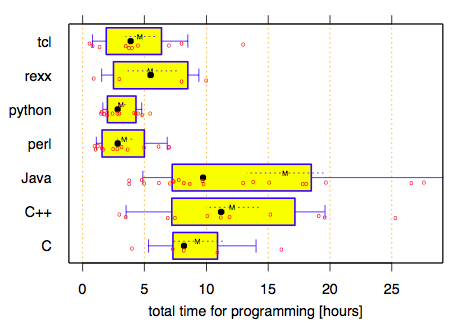 tcl
M
rexx
M
python
M
perl
M
Java
M
C++
M
C
M
0 5 10 15 20 25
total time for programming [hours]